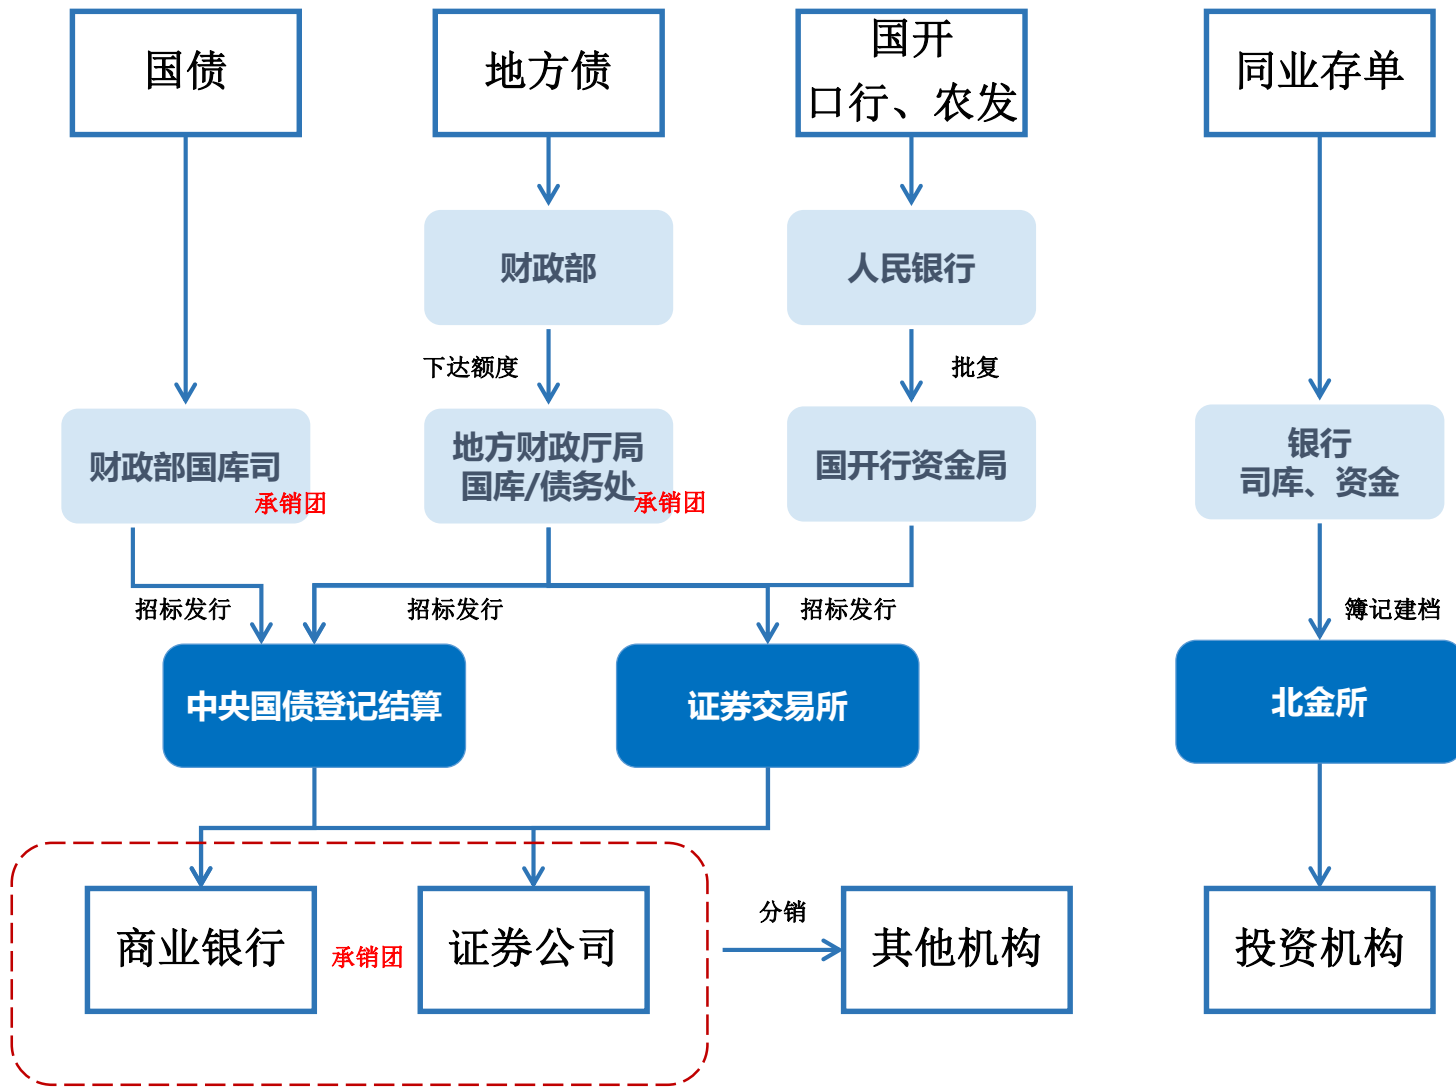 国债
地方债
国开
口行、农发
同业存单
财政部
人民银行
下达额度
批复
财政部国库司
承销团
地方财政厅局
国库/债务处
承销团
国开行资金局
银行
司库、资金
招标发行
招标发行
招标发行
簿记建档
中央国债登记结算
证券交易所
北金所
商业银行
承销团
证券公司
分销
其他机构
投资机构